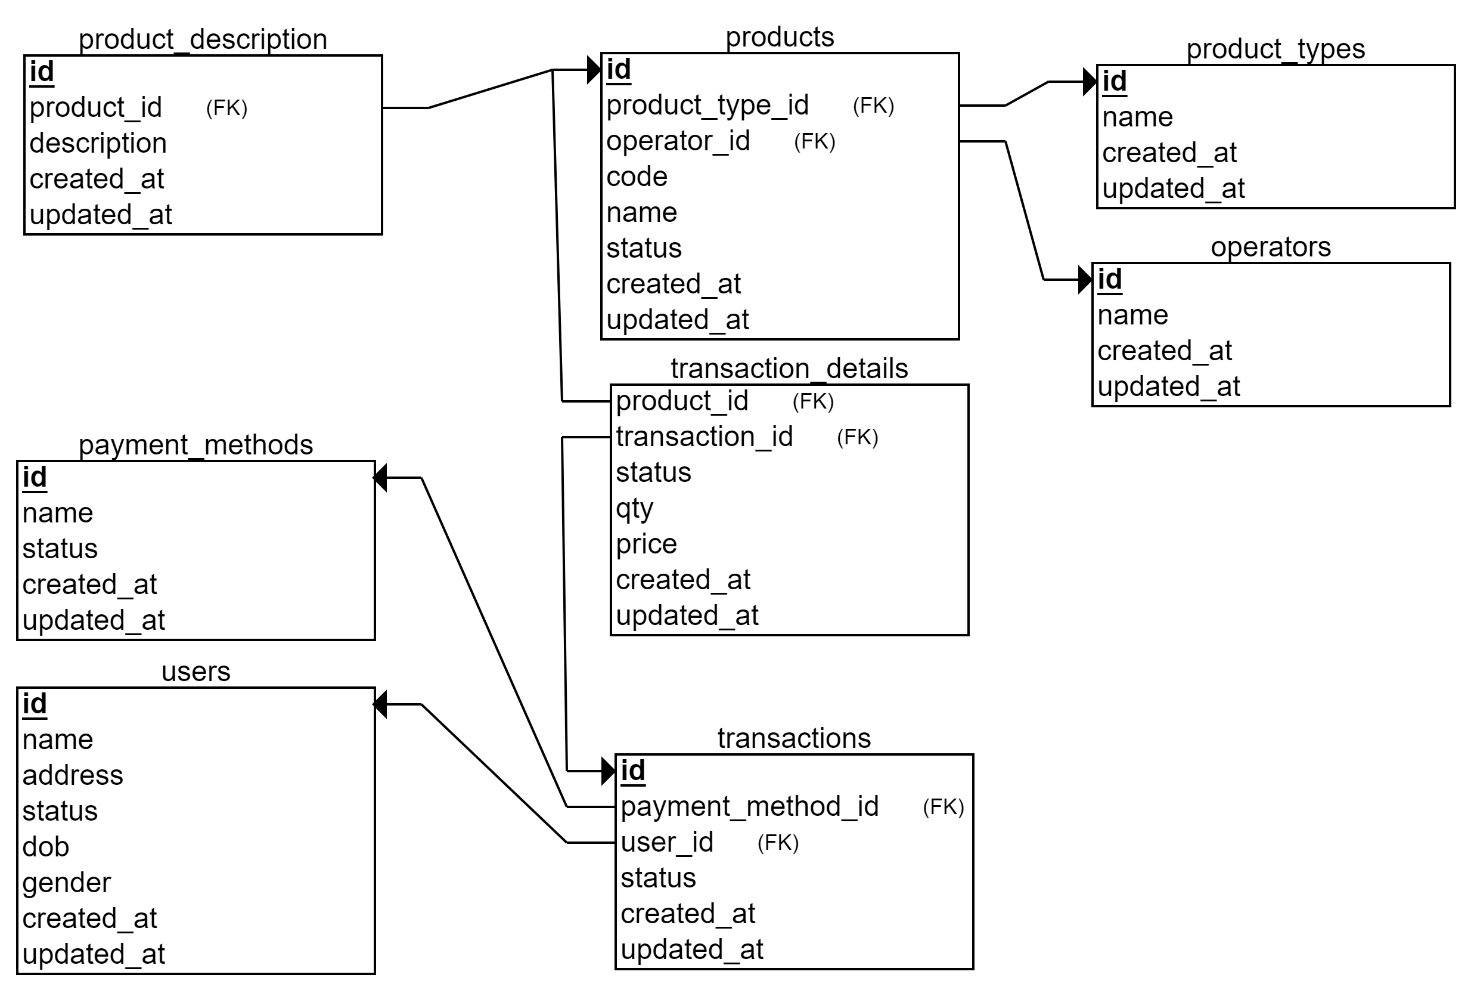 product_description
id
product_id (FK)
description
created_at
updated_at
products
id
product_type_id (FK)
operator_id (FK)
code
name
status
created_at
updated_at
product_types
id
name
created_at
updated_at
operators
id
name
created_at
updated_at
transaction_details
product_id (FK)
transaction_id (FK)
status
qty
price
created_at
updated_at
payment_methods
id
name
status
created_at
updated_at
users
id
name
address
status
dob
gender
created_at
updated_at
transactions
id
payment_method_id (FK)
user_id (FK)
status
created_at
updated_at